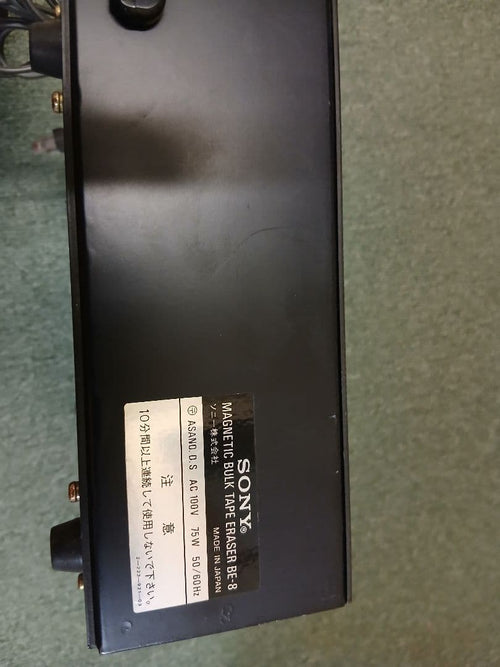 SONY®
MAGNETIC BULK TAPE ERASER BE-8
ソニー株式会社 MADE IN JAPAN
〒 ASANO. D. S AC 100V 75W 50/60Hz
注 意
10分間以上連続して使用しないで下さい。